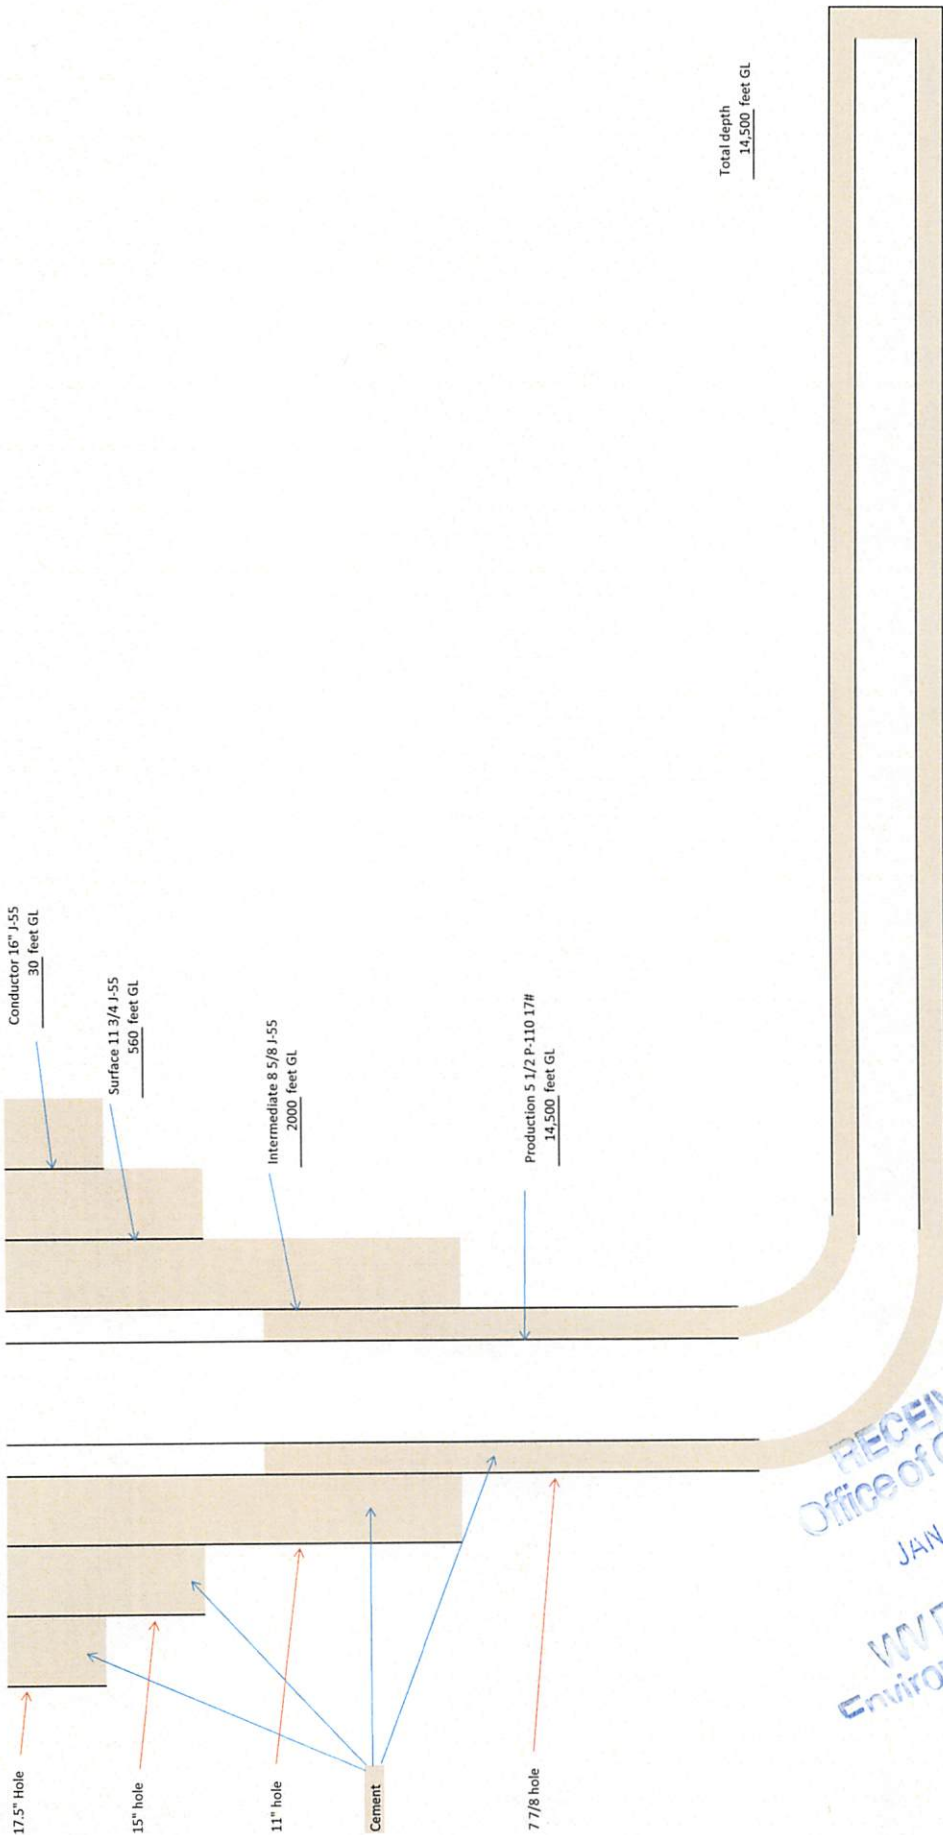 17.5" Hole
15" hole
11" hole
Cement
7 7/8 hole
Conductor 16" J-55
30 feet GL
Surface 11 3/4 J-55
560 feet GL
Intermediate 8 5/8 J-55
2000 feet GL
Production 5 1/2 P-110 17#
14,500 feet GL
Total depth
14,500 feet GL
Office of
JAN